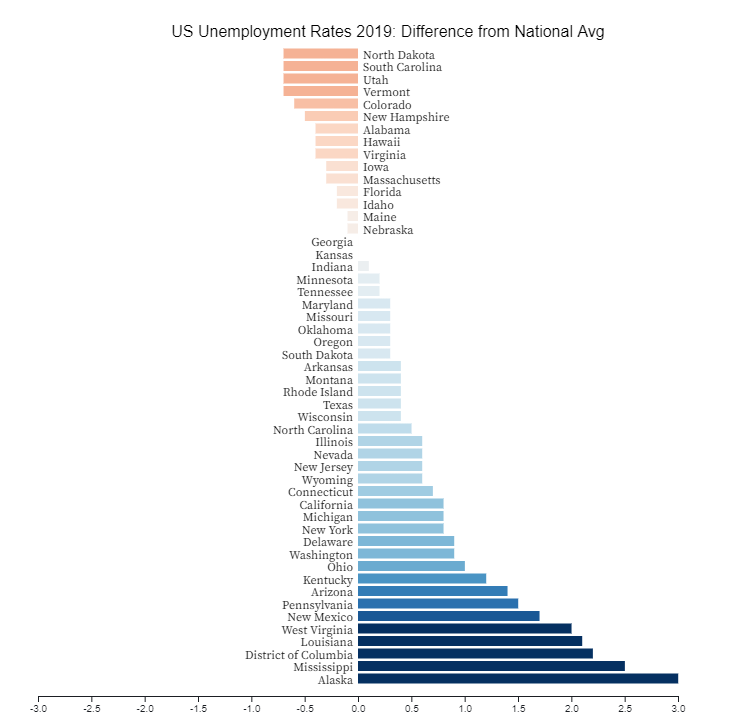 US Unemployment Rates 2019: Difference from National Avg
North Dakota
South Carolina
Utah
Vermont
Colorado
New Hampshire
Alabama
Hawaii
Virginia
Iowa
Massachusetts
Florida
Idaho
Maine
Nebraska
Georgia
Kansas
Indiana
Minnesota
Tennessee
Maryland
Missouri
Oklahoma
Oregon
South Dakota
Arkansas
Montana
Rhode Island
Texas
Wisconsin
North Carolina
Illinois
Nevada
New Jersey
Wyoming
Connecticut
California
Michigan
New York
Delaware
Washington
Ohio
Kentucky
Arizona
Pennsylvania
New Mexico
West Virginia
Louisiana
District of Columbia
Mississippi
Alaska
-3.0 -2.5 -2.0 -1.5 -1.0 -0.5 0.0 0.5 1.0 1.5 2.0 2.5 3.0